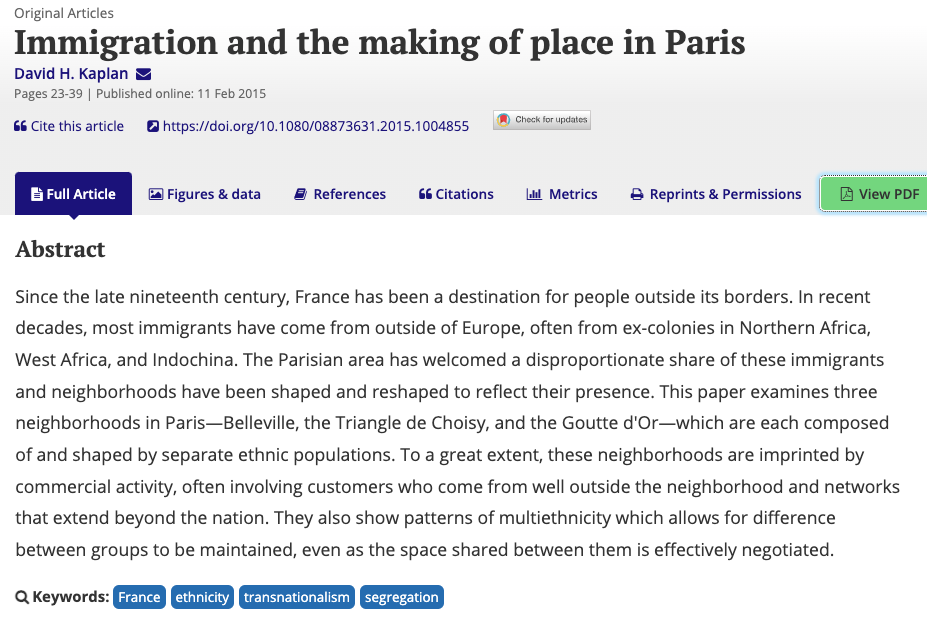 Original Articles
Immigration and the making of place in Paris
David H. Kaplan
Pages 23-39 | Published online: 11 Feb 2015
Cite this article https://doi.org/10.1080/08873631.2015.1004855 Check for updates
Full Article Figures & data References Citations Metrics Reprints & Permissions View PDF
Abstract
Since the late nineteenth century, France has been a destination for people outside its borders. In recent
decades, most immigrants have come from outside of Europe, often from ex-colonies in Northern Africa,
West Africa, and Indochina. The Parisian area has welcomed a disproportionate share of these immigrants
and neighborhoods have been shaped and reshaped to reflect their presence. This paper examines three
neighborhoods in Paris—Belleville, the Triangle de Choisy, and the Goutte d'Or—which are each composed
of and shaped by separate ethnic populations. To a great extent, these neighborhoods are imprinted by
commercial activity, often involving customers who come from well outside the neighborhood and networks
that extend beyond the nation. They also show patterns of multiethnicity which allows for difference
between groups to be maintained, even as the space shared between them is effectively negotiated.
Keywords: France ethnicity transnationalism segregation